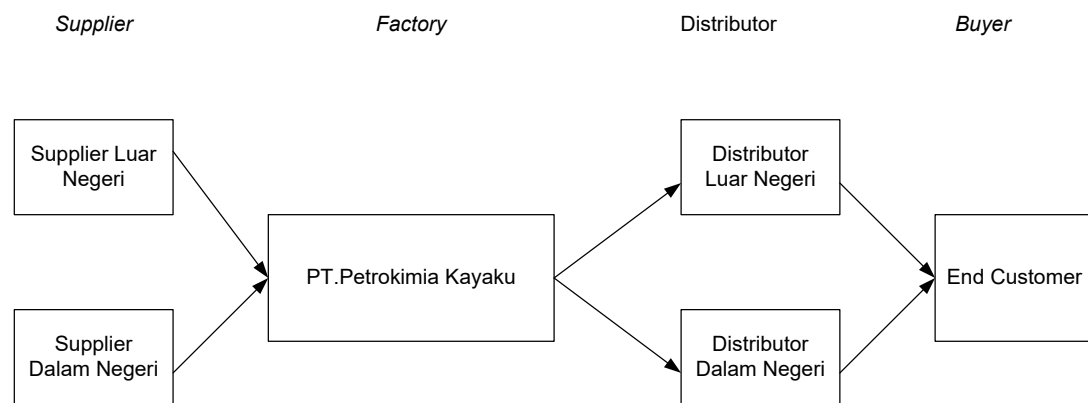 Supplier
Factory
Distributor
Buyer
Supplier Luar
Negeri
Supplier
Dalam Negeri
PT.Petrokimia Kayaku
Distributor
Luar Negeri
Distributor
Dalam Negeri
End Customer